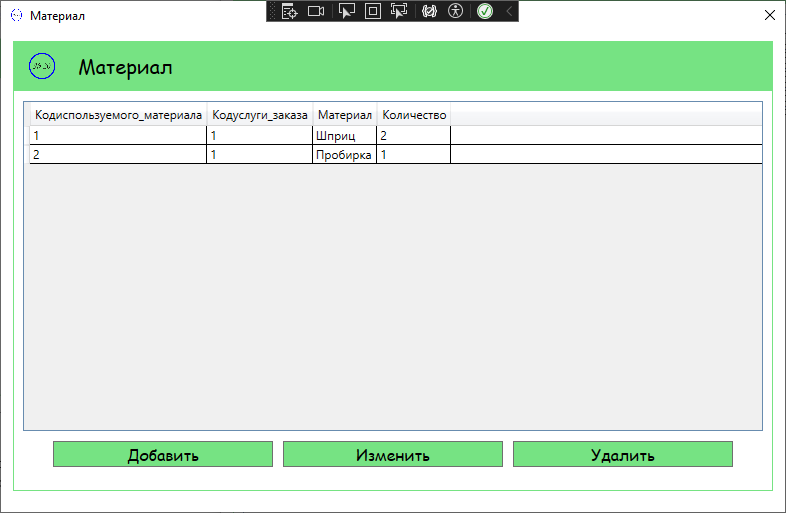 Материал
Материал
Кодиспользуемого_материала Кодуслуги_заказа Материал Количество
1 1 Шприц 2
2 1 Пробирка 1
Добавить Изменить Удалить